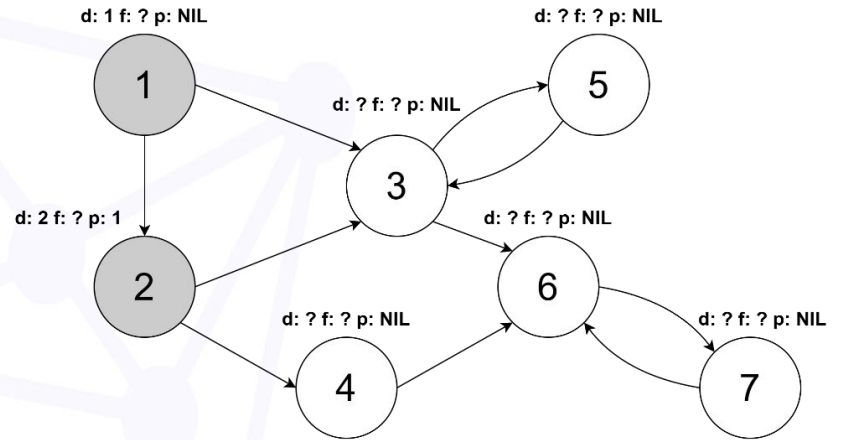 d: 1 f: ? p: NIL
d: ? f: ? p: NIL
1
5
d: ? f: ? p: NIL
3
d: 2 f: ? p: 1
d: ? f: ? p: NIL
2
6
d: ? f: ? p: NIL
d: ? f: ? p: NIL
4
7